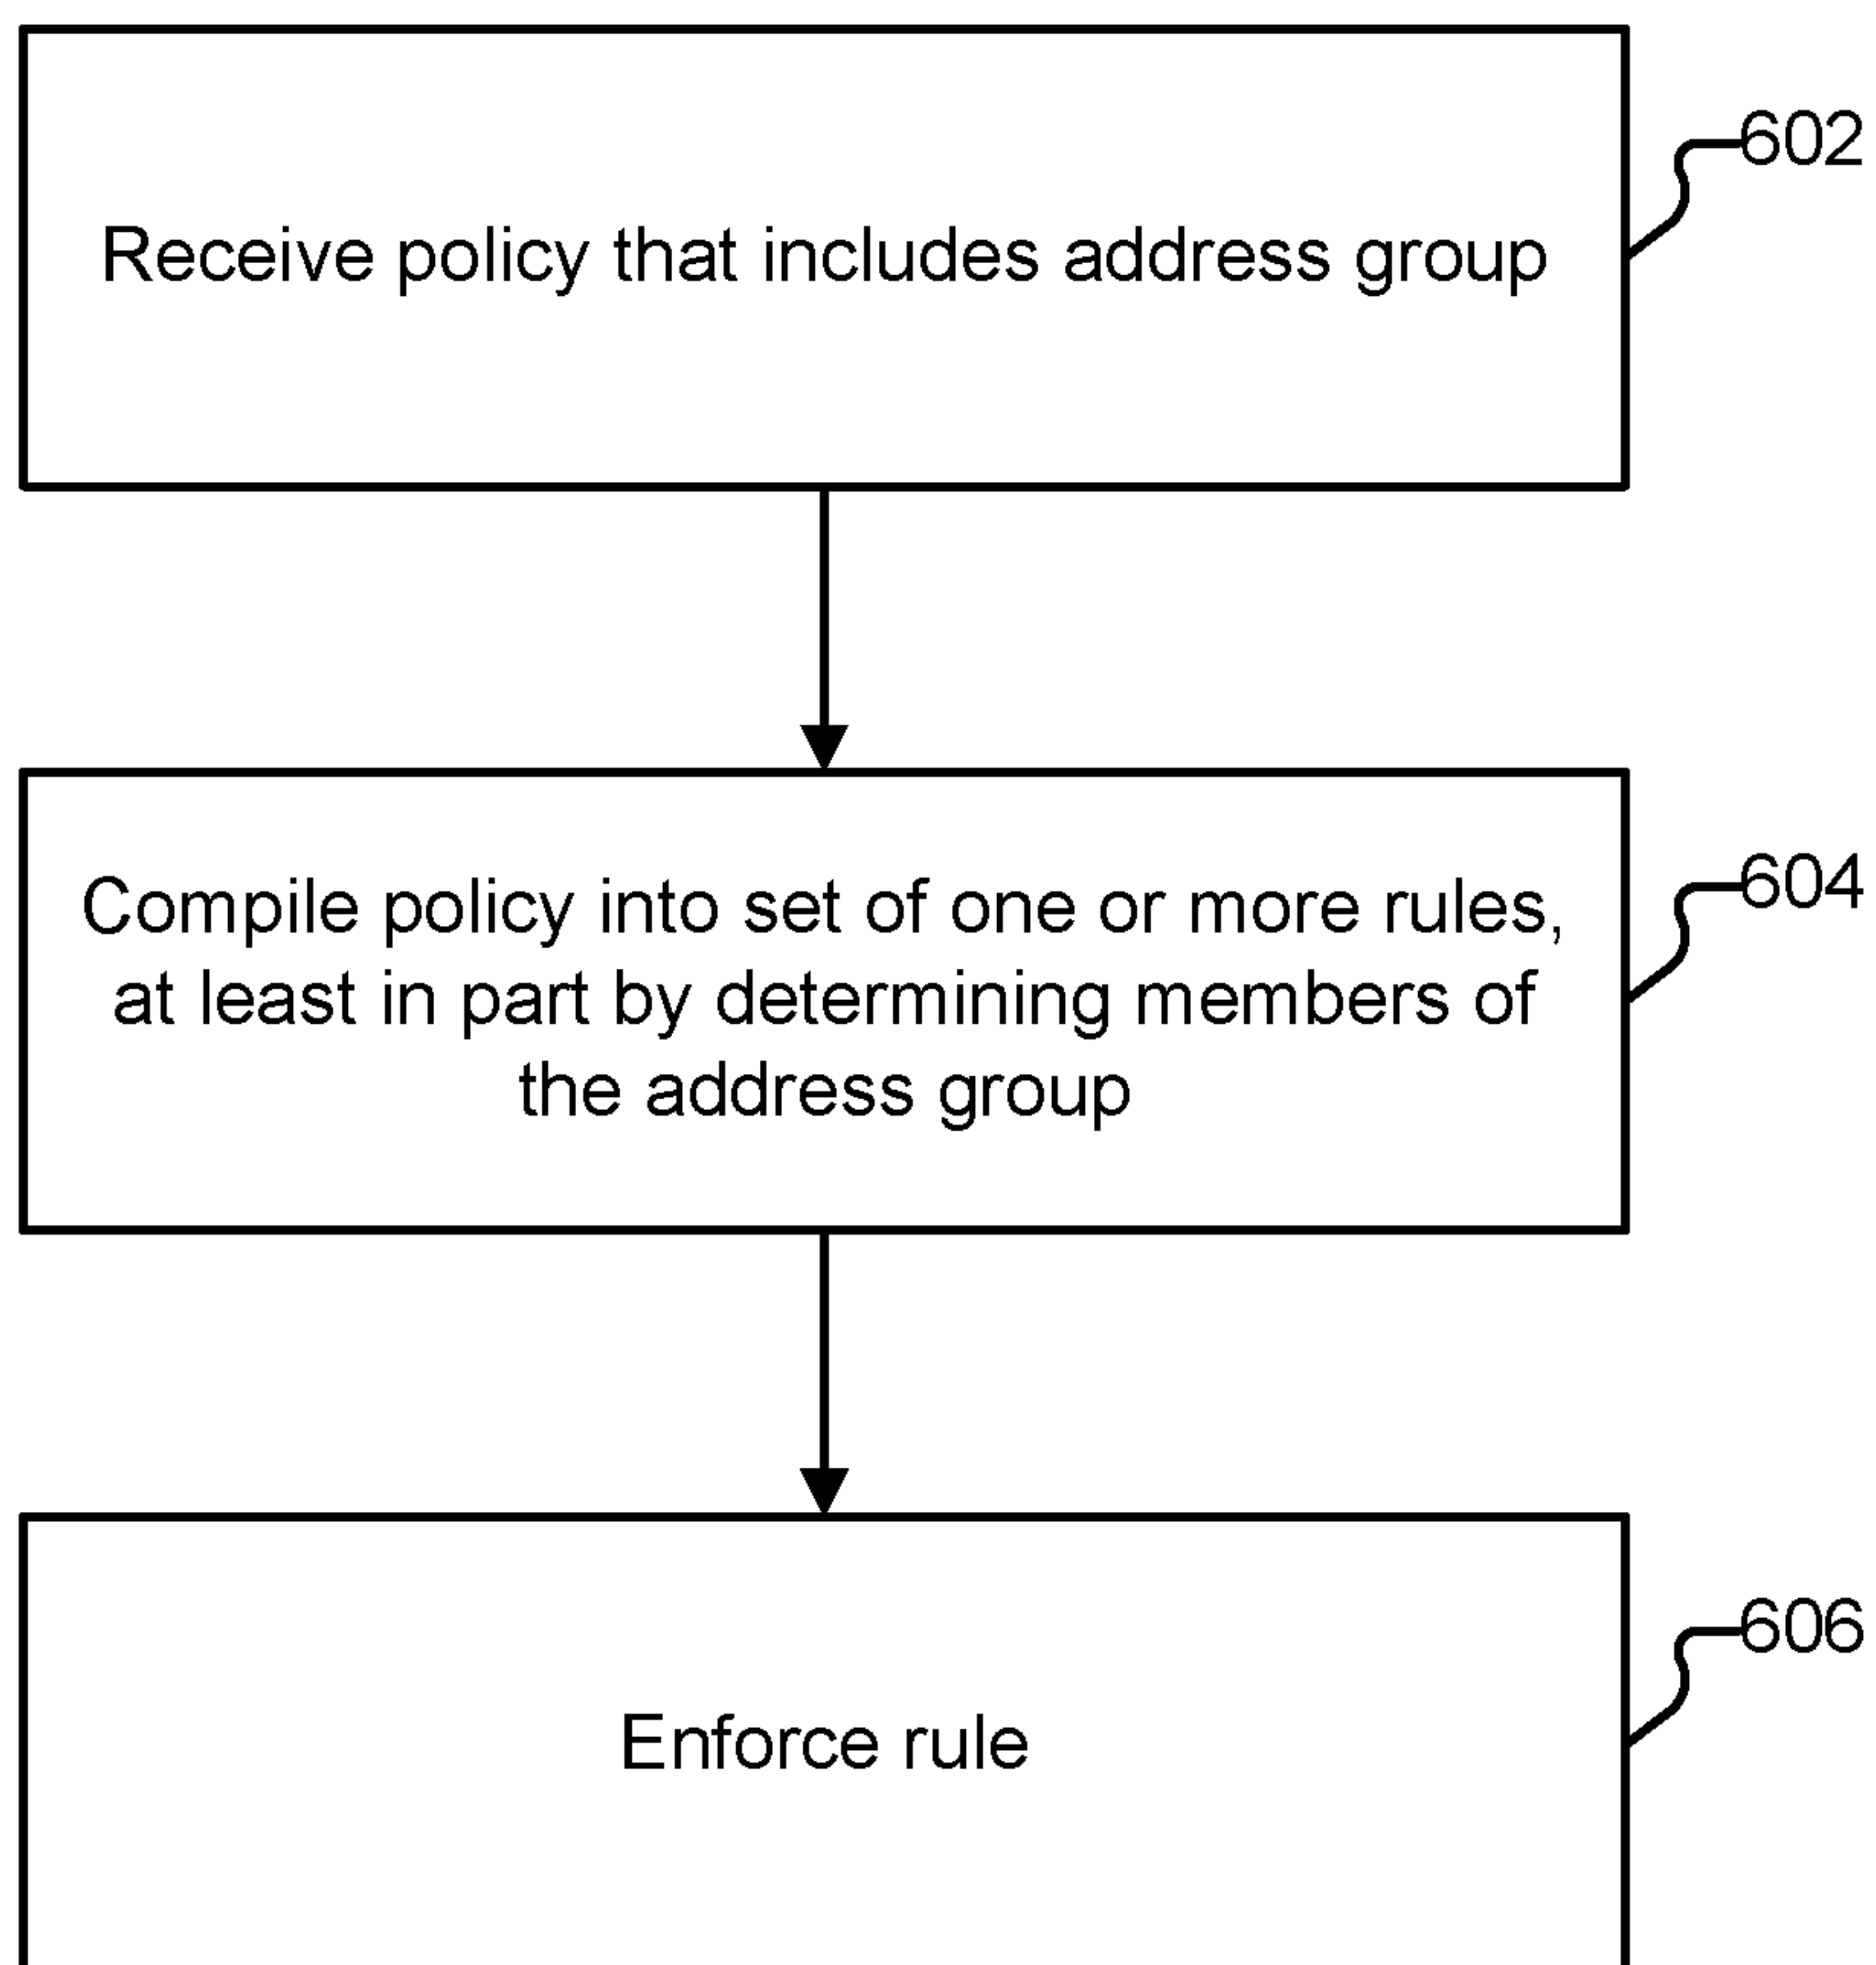 602
Receive policy that includes address group
604
Compile policy into set of one or more rules,
at least in part by determining members of
the address group
606
Enforce rule